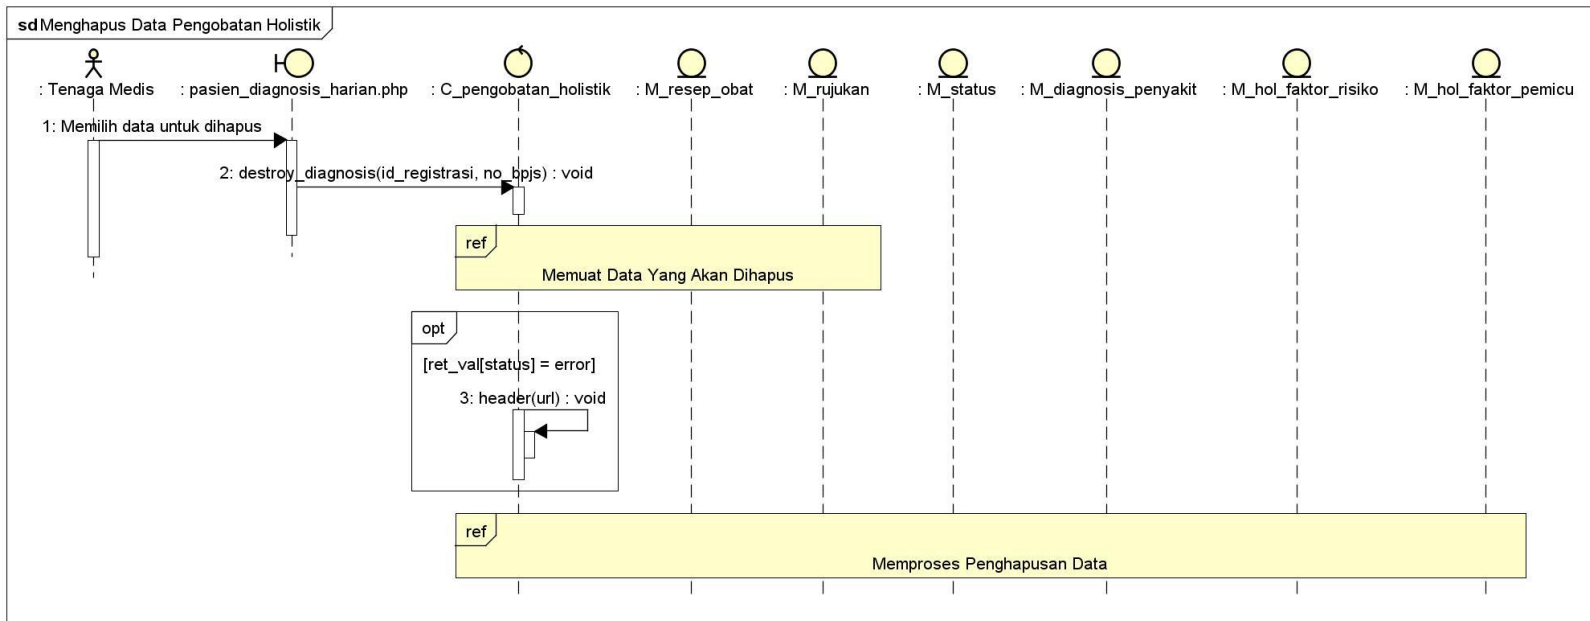 sd Menghapus Data Pengobatan Holistik
: Tenaga Medis
: pasien_diagnosis_harian.php
: C_pengobatan_holistik
: M_resep_obat
: M_rujukan
: M_status
: M_diagnosis_penyakit
: M_hol_faktor_risiko
: M_hol_faktor_pemicu
1: Memilih data untuk dihapus
2: destroy_diagnosis(id_registrasi, no_bpjs) : void
ref
Memuat Data Yang Akan Dihapus
opt
[ret_val[status] = error]
3: header(url) : void
ref
Memproses Penghapusan Data